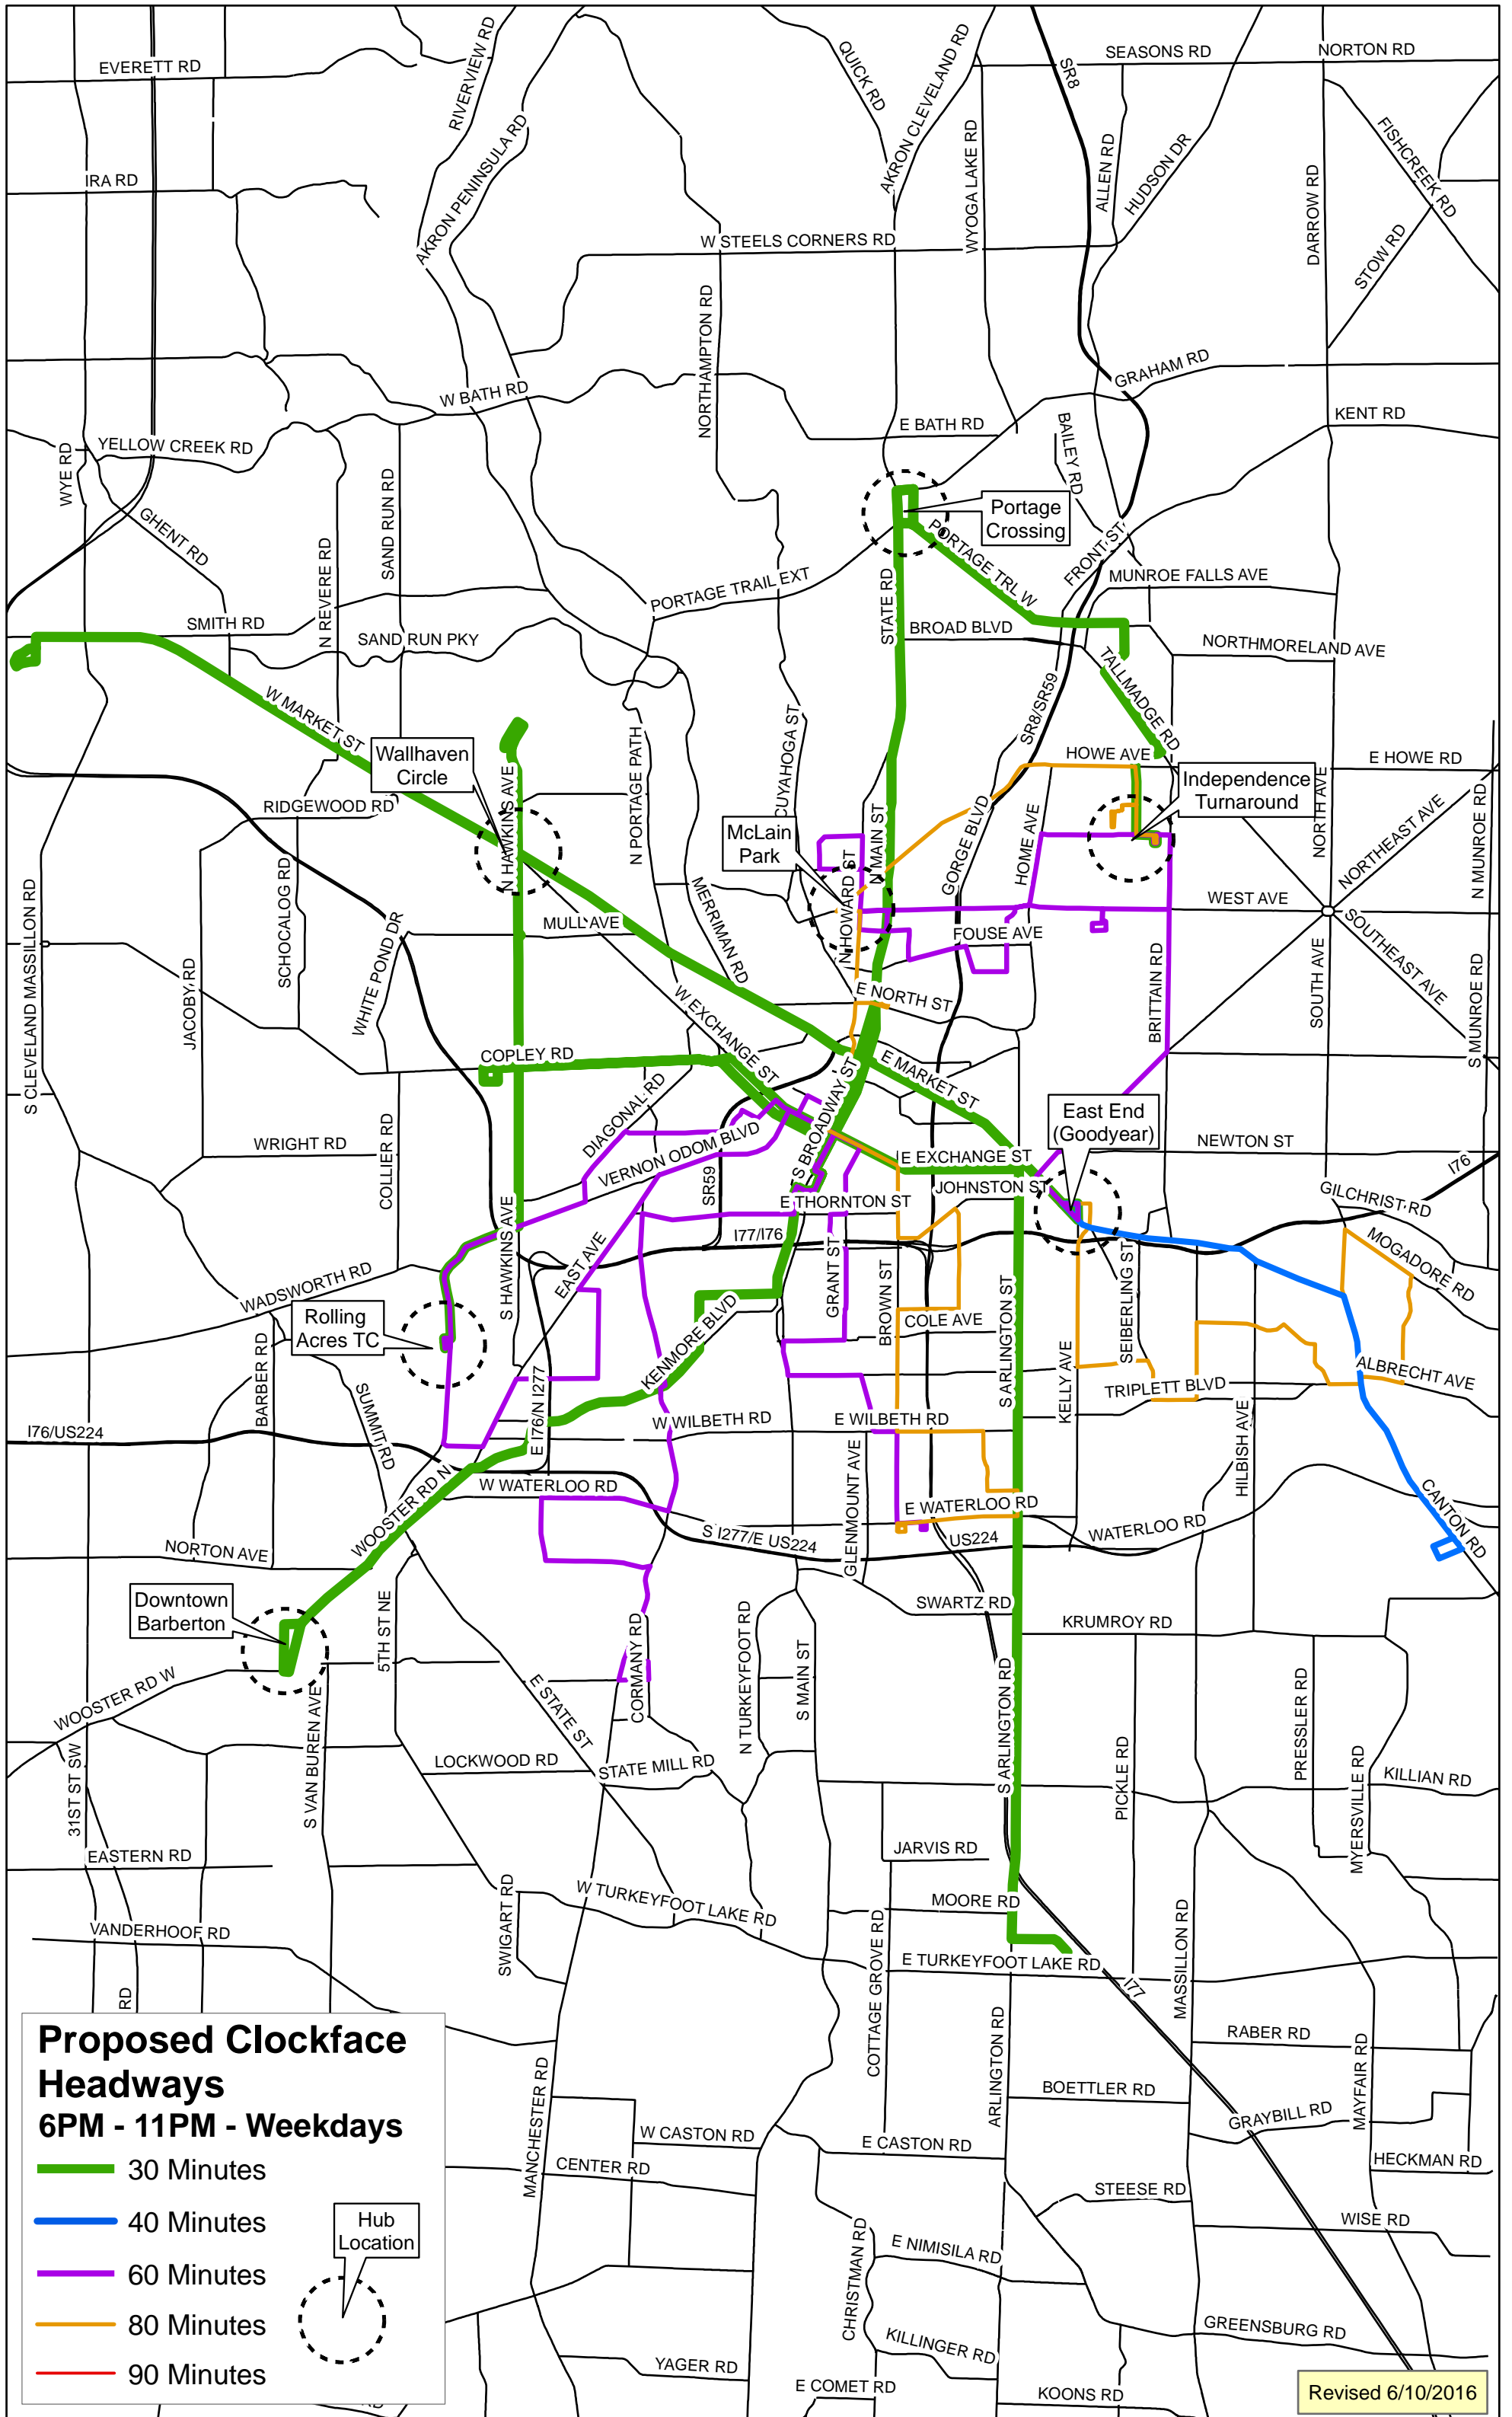 EVERETT RD
RIVERVIEW RD
QUICK RD
AKRON CLEVELAND RD
SR8
SEASONS RD
NORTON RD
IRA RD
AKRON PENINSULA RD
WYOGA LAKE RD
ALLEN RD
HUDSON DR
FISHCREEK RD
DARROW RD
STOW RD
W STEELS CORNERS RD
NORTHAMPTON RD
GRAHAM RD
W BATH RD
E BATH RD
KENT RD
BAILEY RD
YELLOW CREEK RD
WYE RD
GHENT RD
SAND RUN RD
N REVERE RD
Portage
Crossing
PORTAGE TRL W
FRONT ST
MUNROE FALLS AVE
PORTAGE TRAIL EXT
STATE RD
SMITH RD
SAND RUN PKY
BROAD BLVD
NORTHMORELAND AVE
TALLMADGE RD
W MARKET ST
Wallhaven
Circle
N PORTAGE PATH
CUYAHOGA ST
SR8/SR59
HOWE AVE
E HOWE RD
N HAWKINS AVE
RIDGEWOOD RD
Independence
Turnaround
McLain
Park
N MAIN ST
GORGE BLVD
HOME AVE
NORTH AVE
NORTHEAST AVE
N MUNROE RD
S CLEVELAND MASSILLON RD
SCHOCALOG RD
WHITE POND DR
MULL AVE
MERRIMAN RD
N HOWARD ST
FOUSE AVE
WEST AVE
SOUTHEAST AVE
JACOBY RD
W EXCHANGE ST
E NORTH ST
BRITTAIN RD
SOUTH AVE
S MUNROE RD
COPLEY RD
E MARKET ST
DIAGONAL RD
S BROADWAY ST
East End
(Goodyear)
WRIGHT RD
COLLIER RD
VERNON ODOM BLVD
SR59
E EXCHANGE ST
NEWTON ST
I76
E THORNTON ST
JOHNSTON ST
GILCHRIST RD
S HAWKINS AVE
EAST AVE
I77/I76
GRANT ST
BROWN ST
SEIBERLING ST
MOGADORE RD
WADSWORTH RD
Rolling
Acres TC
BARBER RD
KENMORE BLVD
COLE AVE
S ARLINGTON ST
KELLY AVE
TRIPLETT BLVD
ALBRECHT AVE
SUMMIT RD
E I76/N I277
W WILBETH RD
E WILBETH RD
I76/US224
HILBISH AVE
GLENMOUNT AVE
W WATERLOO RD
E WATERLOO RD
WATERLOO RD
CANTON RD
WOOSTER RD N
NORTON AVE
S I277/E US224
US224
Downtown
Barberton
5TH ST NE
SWARTZ RD
KRUMROY RD
CORMANY RD
N TURKEYFOOT RD
S MAIN ST
WOOSTER RD W
E STATE ST
S ARLINGTON RD
PRESSLER RD
S VAN BUREN AVE
31ST ST SW
LOCKWOOD RD
STATE MILL RD
PICKLE RD
MYERSVILLE RD
KILLIAN RD
EASTERN RD
JARVIS RD
SWIGART RD
W TURKEYFOOT LAKE RD
MOORE RD
VANDERHOOF RD
COTTAGE GROVE RD
E TURKEYFOOT LAKE RD
MASSILLON RD
I77
RD
ARLINGTON RD
RABER RD
MANCHESTER RD
BOETTLER RD
MAYFAIR RD
GRAYBILL RD
W CASTON RD
E CASTON RD
CENTER RD
HECKMAN RD
STEESE RD
WISE RD
CHRISTMAN RD
E NIMISILA RD
KILLINGER RD
GREENSBURG RD
YAGER RD
E COMET RD
KOONS RD
Proposed Clockface
Headways
6PM - 11PM - Weekdays
30 Minutes
40 Minutes
60 Minutes
80 Minutes
90 Minutes
Hub
Location
Revised 6/10/2016